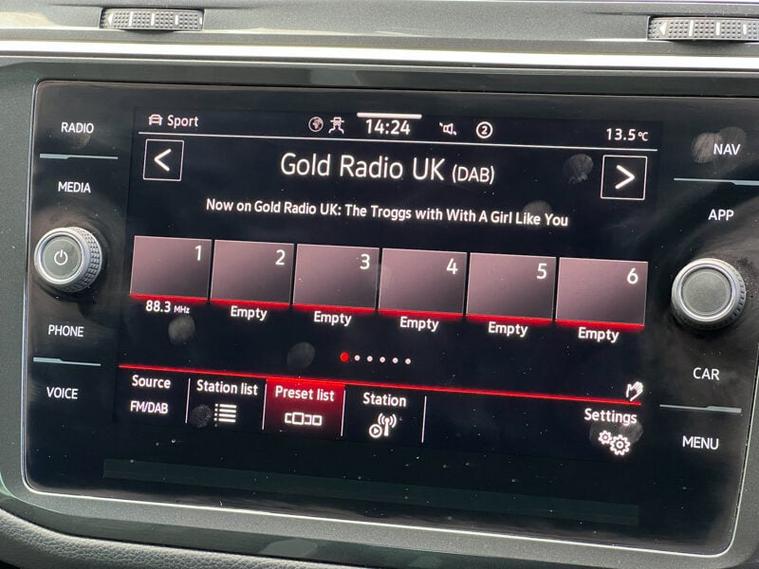 Sport
14:24
2
13.5°C
RADIO
NAV
Gold Radio UK (DAB)
MEDIA
APP
Now on Gold Radio UK: The Troggs with With A Girl Like You
1 2 3 4 5 6
88.3 MHz Empty Empty Empty Empty Empty
PHONE
CAR
VOICE
MENU
Source
FM/DAB
Station list
Preset list
Station
Settings